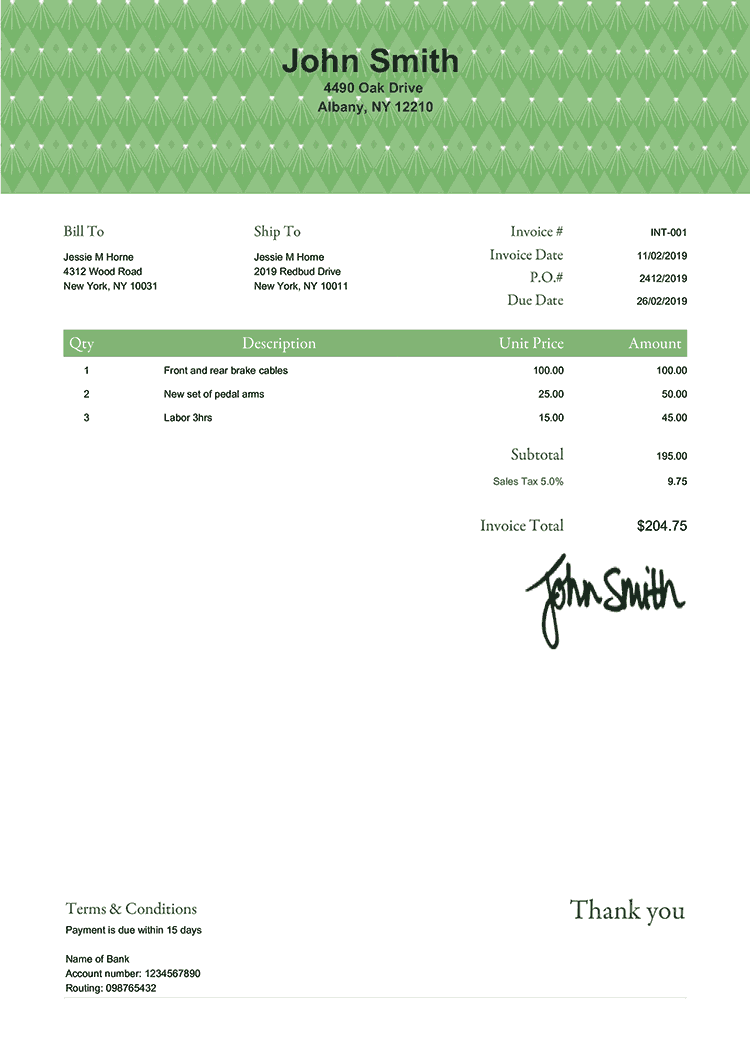 John Smith
4490 Oak Drive
Albany, NY 12210
Bill To
Jessie M Horne
4312 Wood Road
New York, NY 10031
Ship To
Jessie M Horne
2019 Redbud Drive
New York, NY 10011
Invoice # INT-001
Invoice Date 11/02/2019
P.O.# 2412/2019
Due Date 26/02/2019
Qty Description Unit Price Amount
1 Front and rear brake cables 100.00 100.00
2 New set of pedal arms 25.00 50.00
3 Labor 3hrs 15.00 45.00
Subtotal 195.00
Sales Tax 5.0% 9.75
Invoice Total $204.75
John Smith
Terms & Conditions
Payment is due within 15 days
Name of Bank
Account number: 1234567890
Routing: 098765432
Thank you